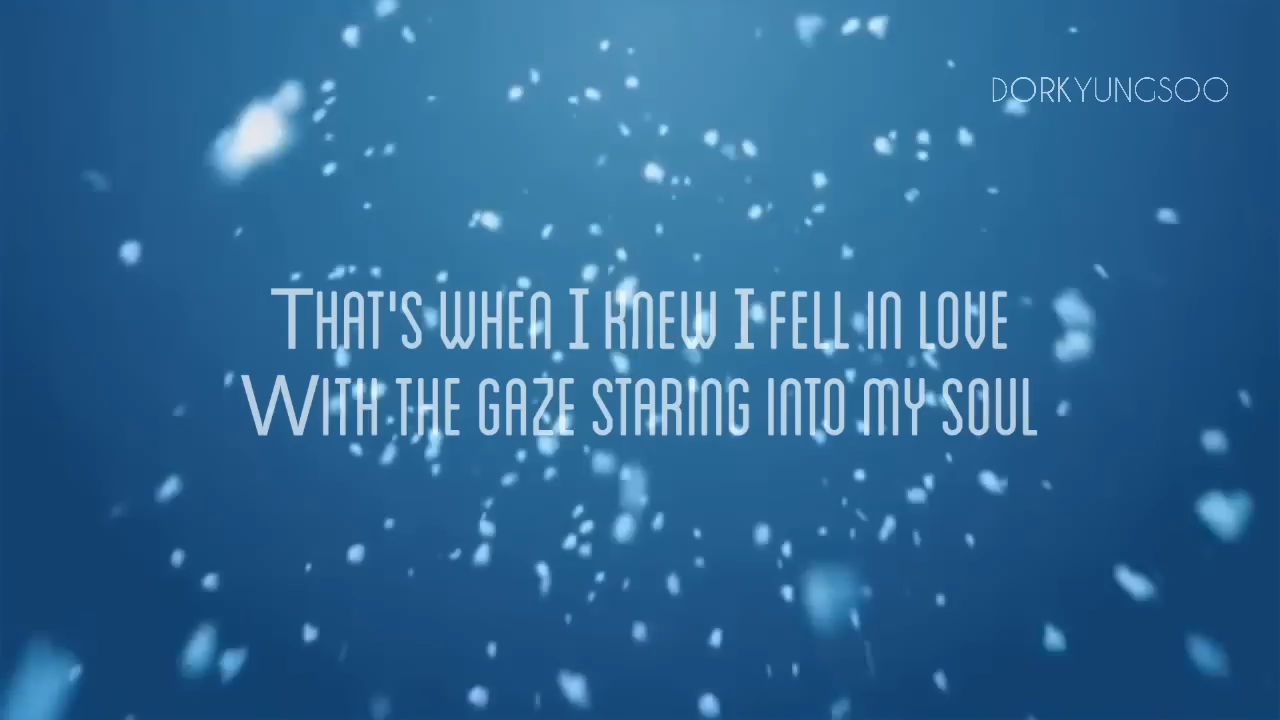 DORKYUNGSOO
THAT'S WHEN I KNEW I FELL IN LOVE
WITH THE GAZE STARING INTO MY SOUL